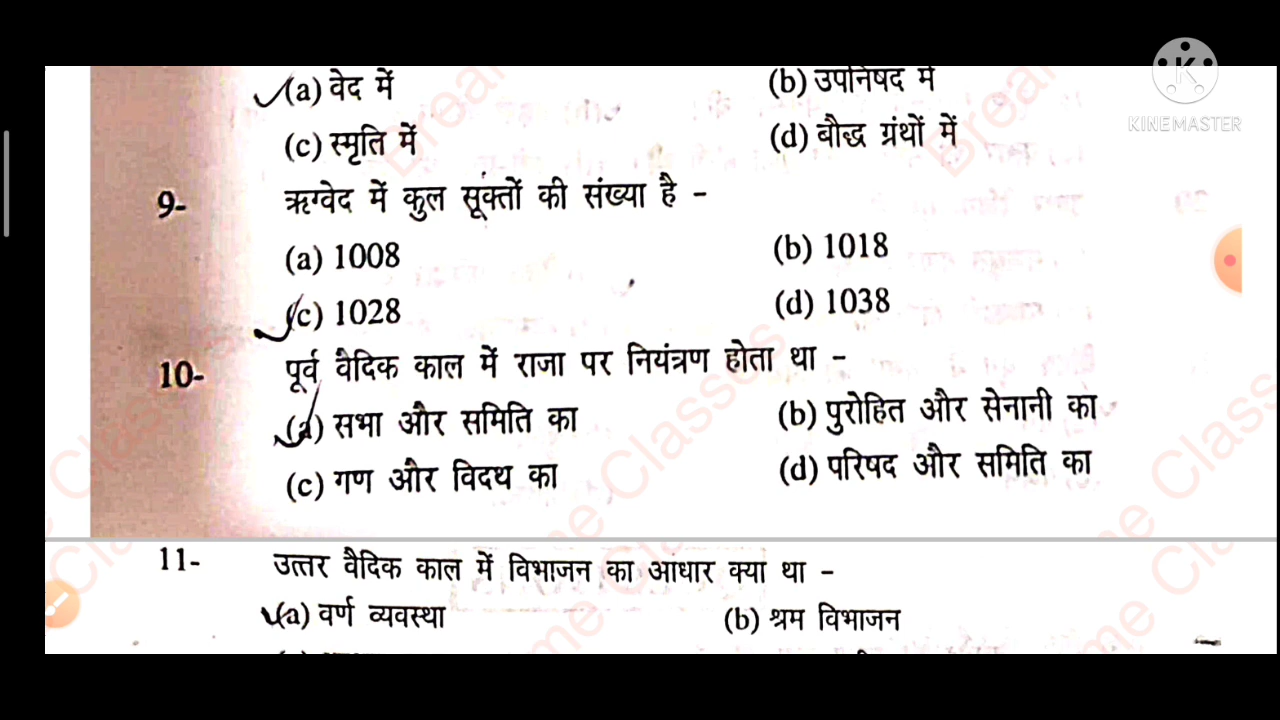 (a) वेद में (b) उपनिषद में
KINEMASTER
(c) स्मृति में (d) बौद्ध ग्रंथों में
9- ऋग्वेद में कुल सूक्तों की संख्या है -
(a) 1008 (b) 1018
(c) 1028 (d) 1038
10- पूर्व वैदिक काल में राजा पर नियंत्रण होता था -
(a) सभा और समिति का (b) पुरोहित और सेनानी का
(c) गण और विदथ का (d) परिषद और समिति का
11- उत्तर वैदिक काल में विभाजन का आधार क्या था -
(a) वर्ण व्यवस्था (b) श्रम विभाजन